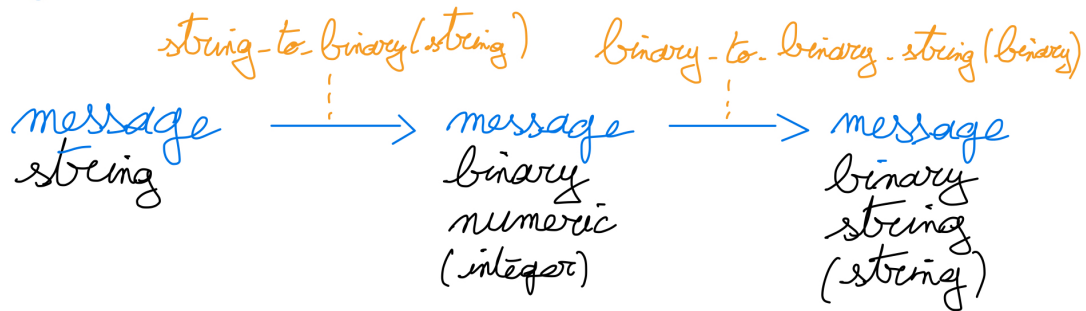 string_to_binary(string) binary_to_binary_string(binary)
message message message
string binary binary
numeric string
(integer) (string)